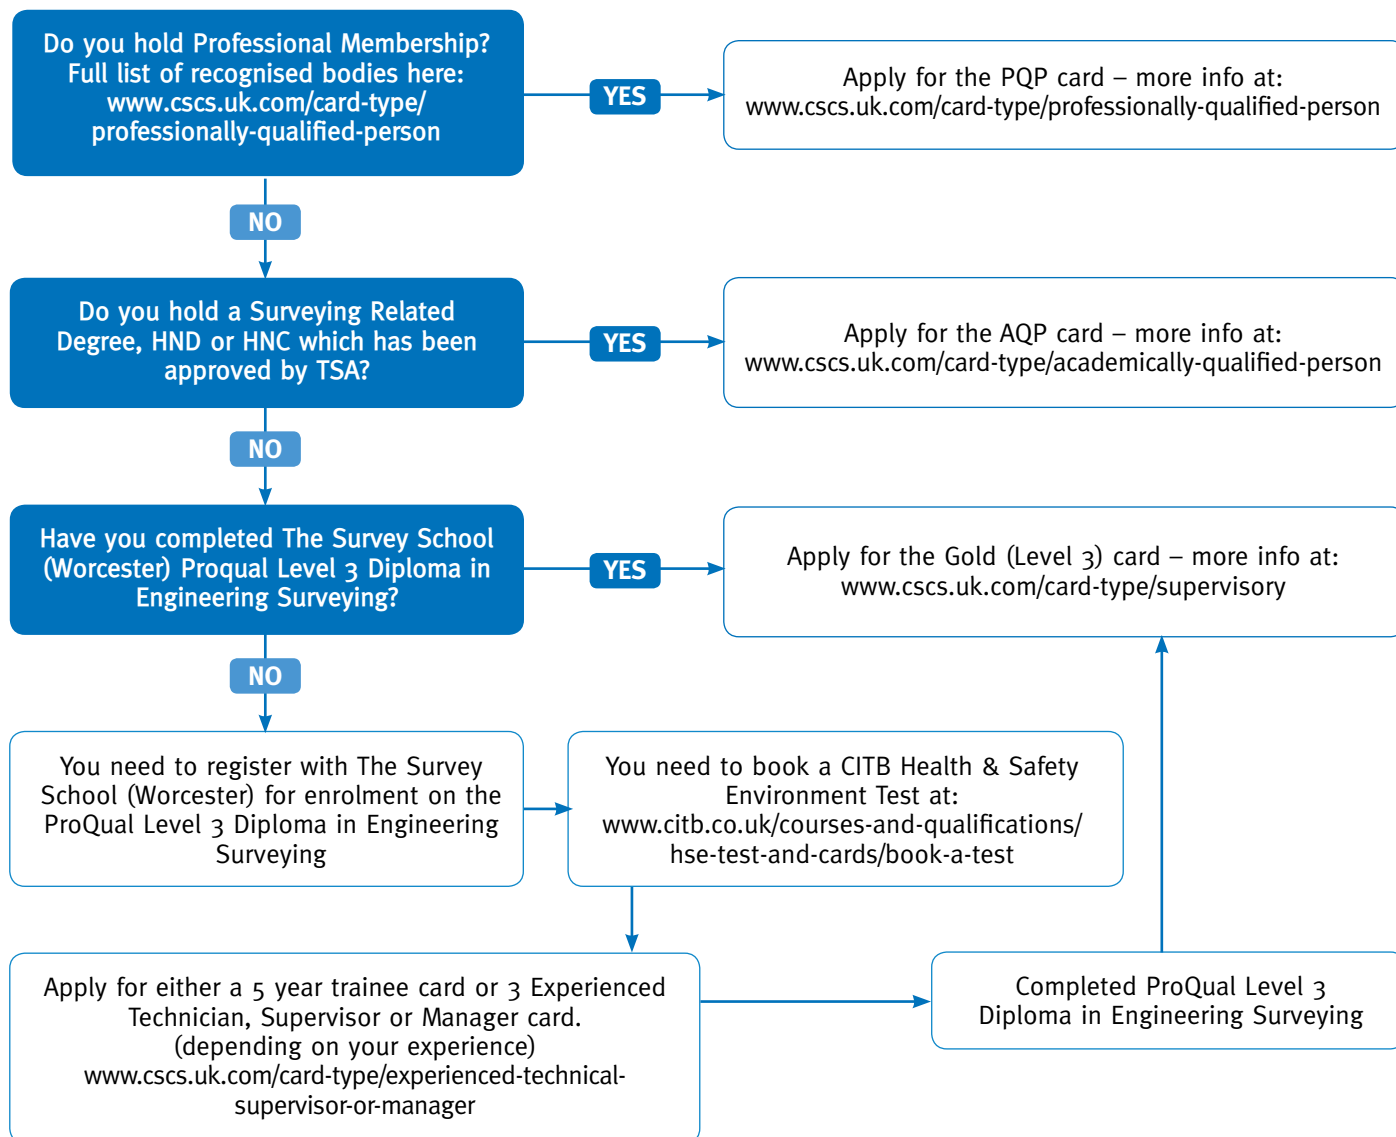 Do you hold Professional Membership?
Full list of recognised bodies here:
www.cscs.uk.com/card-type/
professionally-qualified-person
YES
Apply for the PQP card – more info at:
www.cscs.uk.com/card-type/professionally-qualified-person
NO
Do you hold a Surveying Related
Degree, HND or HNC which has been
approved by TSA?
YES
Apply for the AQP card – more info at:
www.cscs.uk.com/card-type/academically-qualified-person
NO
Have you completed The Survey School
(Worcester) Proqual Level 3 Diploma in
Engineering Surveying?
YES
Apply for the Gold (Level 3) card – more info at:
www.cscs.uk.com/card-type/supervisory
NO
You need to register with The Survey
School (Worcester) for enrolment on the
ProQual Level 3 Diploma in Engineering
Surveying
You need to book a CITB Health & Safety
Environment Test at:
www.citb.co.uk/courses-and-qualifications/
hse-test-and-cards/book-a-test
Apply for either a 5 year trainee card or 3 Experienced
Technician, Supervisor or Manager card.
(depending on your experience)
www.cscs.uk.com/card-type/experienced-technical-
supervisor-or-manager
Completed ProQual Level 3
Diploma in Engineering Surveying